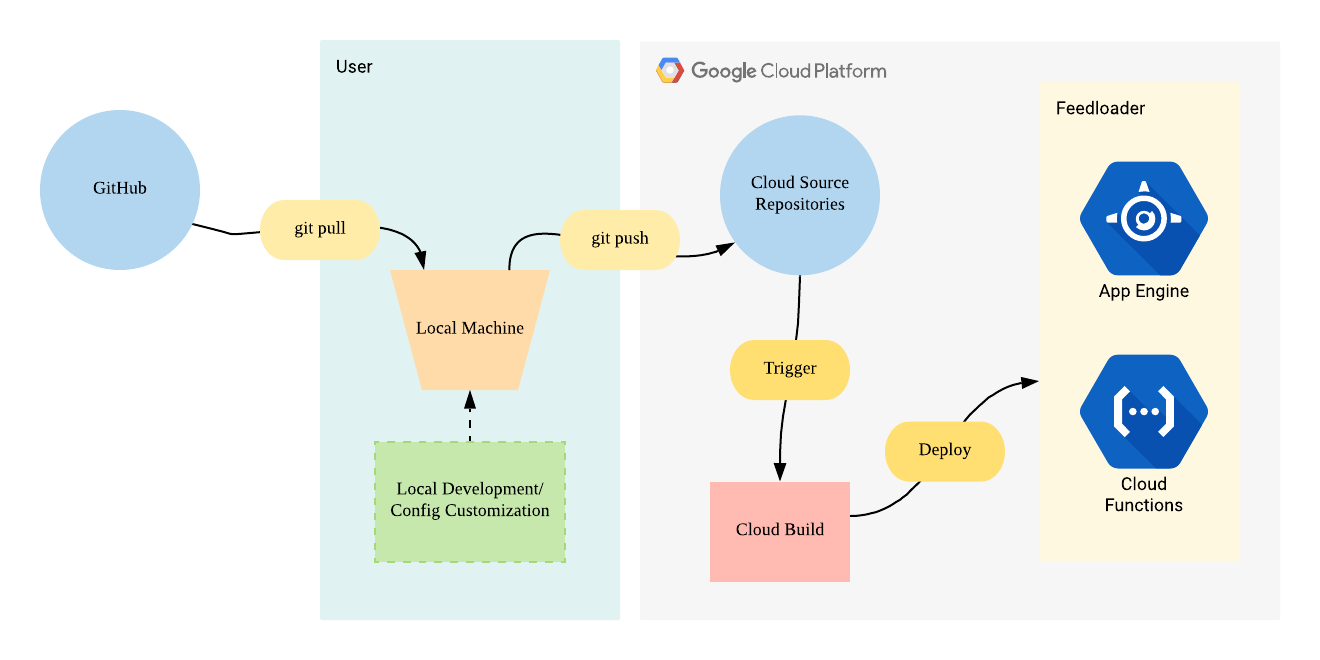 User
Google Cloud Platform
Feedloader
GitHub
git pull
git push
Cloud Source
Repositories
App Engine
Local Machine
Trigger
Deploy
Local Development/
Config Customization
Cloud Build
Cloud
Functions